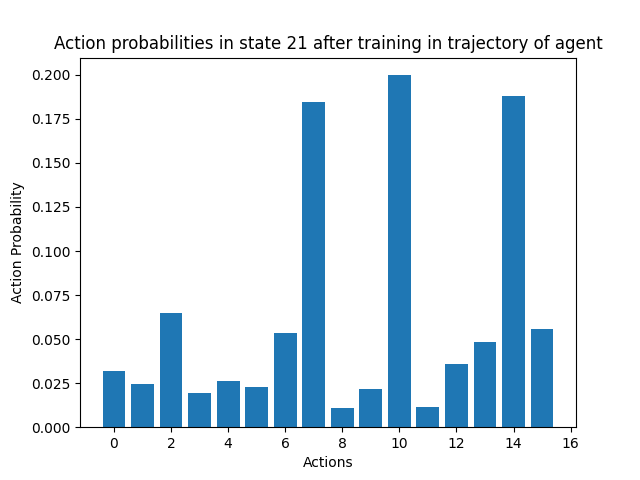 Action probabilities in state 21 after training in trajectory of agent
0.200
0.175
0.150
0.125
0.100
0.075
0.050
0.025
0.000
Action Probability
0 2 4 6 8 10 12 14 16
Actions